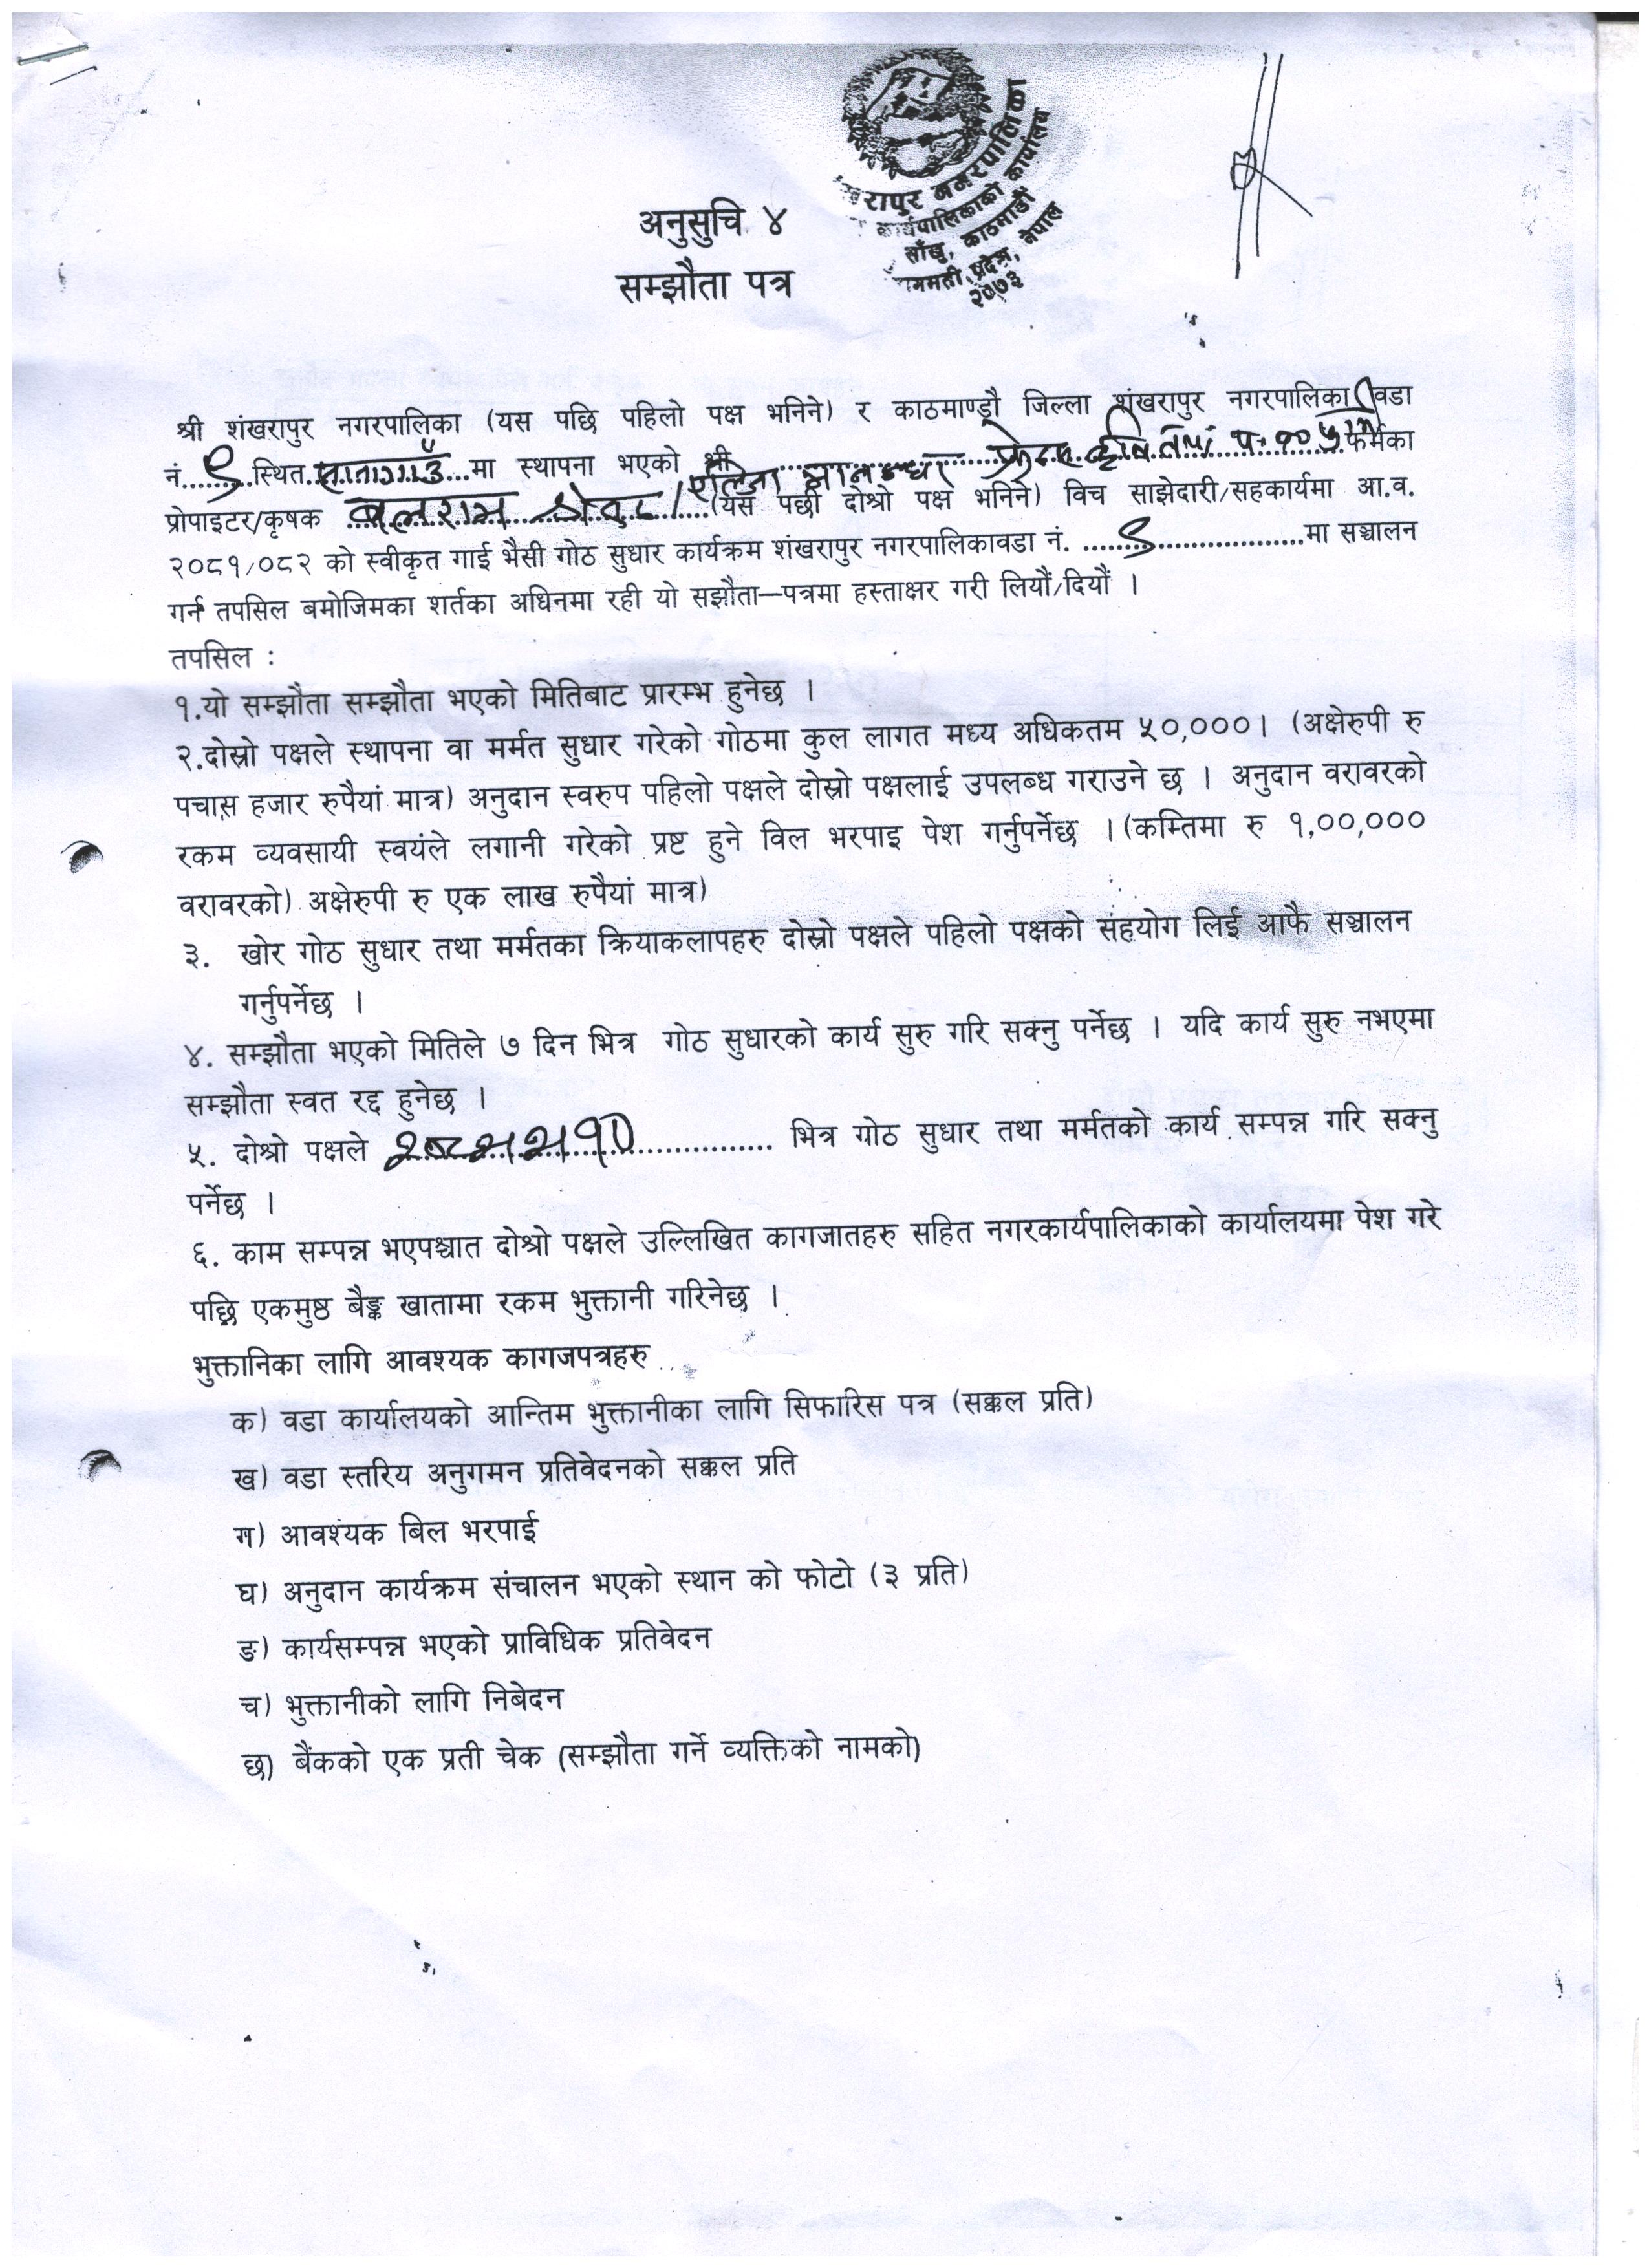 रापुर नगरपालिका
कार्यपालिकाको कार्यालय
साँखु, काठमाडौं
गमती प्रदेश, नेपाल
२०७३
अनुसुचि ४
सम्झौता पत्र
श्री शंखरापुर नगरपालिका (यस पछि पहिलो पक्ष भनिने) र काठमाण्डौ जिल्ला शंखरापुर नगरपालिका वडा
नं.........९...स्थित..सानागाउँ...मा स्थापना भएको श्री .................... कृषि तथा .......... फर्मका
प्रोपाइटर/कृषक ..बलराम श्रेष्ठ / एलिजा मानन्धर....(यस पछी दोश्रो पक्ष भनिने) विच साझेदारी/सहकार्यमा आ.व.
२०८१/०८२ को स्वीकृत गाई भैसी गोठ सुधार कार्यक्रम शंखरापुर नगरपालिकावडा नं. ........९....................मा सञ्चालन
गर्न तपसिल बमोजिमका शर्तका अधिनमा रही यो सझौता–पत्रमा हस्ताक्षर गरी लियौं/दियौं ।
तपसिल :
१.यो सम्झौता सम्झौता भएको मितिबाट प्रारम्भ हुनेछ ।
२.दोस्रो पक्षले स्थापना वा मर्मत सुधार गरेको गोठमा कुल लागत मध्य अधिकतम ५०,०००। (अक्षेरुपी रु
पचास हजार रुपैयां मात्र) अनुदान स्वरुप पहिलो पक्षले दोस्रो पक्षलाई उपलब्ध गराउने छ । अनुदान वरावरको
रकम व्यवसायी स्वयंले लगानी गरेको प्रष्ट हुने विल भरपाइ पेश गर्नुपर्नेछ ।(कम्तिमा रु १,००,०००
वरावरको) अक्षेरुपी रु एक लाख रुपैयां मात्र)
३. खोर गोठ सुधार तथा मर्मतका क्रियाकलापहरु दोस्रो पक्षले पहिलो पक्षको संहयोग लिई आफै सञ्चालन
गर्नुपर्नेछ ।
४. सम्झौता भएको मितिले ७ दिन भित्र गोठ सुधारको कार्य सुरु गरि सक्नु पर्नेछ । यदि कार्य सुरु नभएमा
सम्झौता स्वत रद्द हुनेछ ।
५. दोश्रो पक्षले ............................. भित्र गोठ सुधार तथा मर्मतको कार्य सम्पन्न गरि सक्नु
पर्नेछ ।
६. काम सम्पन्न भएपश्चात दोश्रो पक्षले उल्लिखित कागजातहरु सहित नगरकार्यपालिकाको कार्यालयमा पेश गरे
पछि एकमुष्ठ बैङ्क खातामा रकम भुक्तानी गरिनेछ ।
भुक्तानिका लागि आवश्यक कागजपत्रहरु
क) वडा कार्यालयको आन्तिम भुक्तानीका लागि सिफारिस पत्र (सक्कल प्रति)
ख) वडा स्तरिय अनुगमन प्रतिवेदनको सक्कल प्रति
ग) आवश्यक बिल भरपाई
घ) अनुदान कार्यक्रम संचालन भएको स्थान को फोटो (३ प्रति)
ङ) कार्यसम्पन्न भएको प्राविधिक प्रतिवेदन
च) भुक्तानीको लागि निबेदन
छ) बैंकको एक प्रती चेक (सम्झौता गर्ने व्यक्तिको नामको)